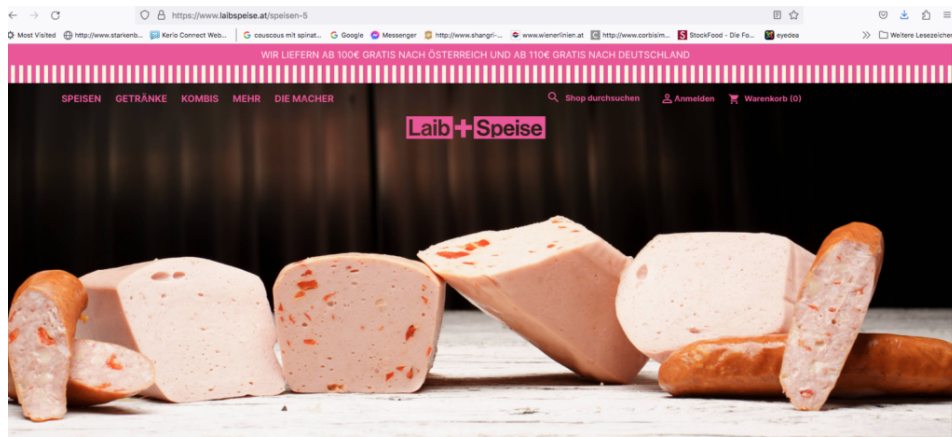 https://www.laibspeise.at/speisen-5
Most Visited http://www.starkenb... Kerio Connect Web... couscous mit spinat... Google Messenger http://www.shangri-... www.wienerlinien.at http://www.corbisim... StockFood - Die Fo... eyedea Weitere Lesezeichen
WIR LIEFERN AB 100€ GRATIS NACH ÖSTERREICH UND AB 110€ GRATIS NACH DEUTSCHLAND
SPEISEN GETRÄNKE KOMBIS MEHR DIE MACHER Shop durchsuchen Anmelden Warenkorb (0)
Laib+Speise